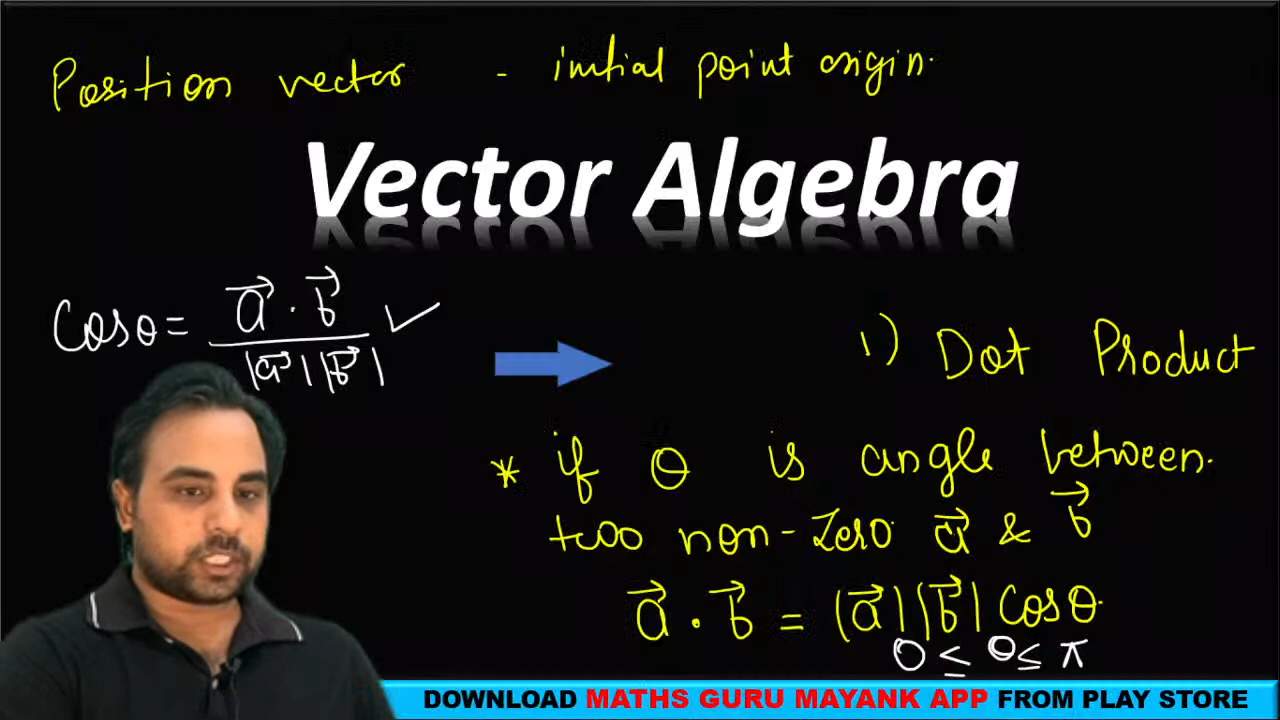 Position vector - initial point origin.
Vector Algebra
Cosθ = a⃗ · b⃗ / |a⃗| |b⃗| ✓
1) Dot Product
* if θ is angle between
two non-zero a⃗ & b⃗
a⃗ · b⃗ = |a⃗| |b⃗| cosθ
0 ≤ θ ≤ π
DOWNLOAD MATHS GURU MAYANK APP FROM PLAY STORE